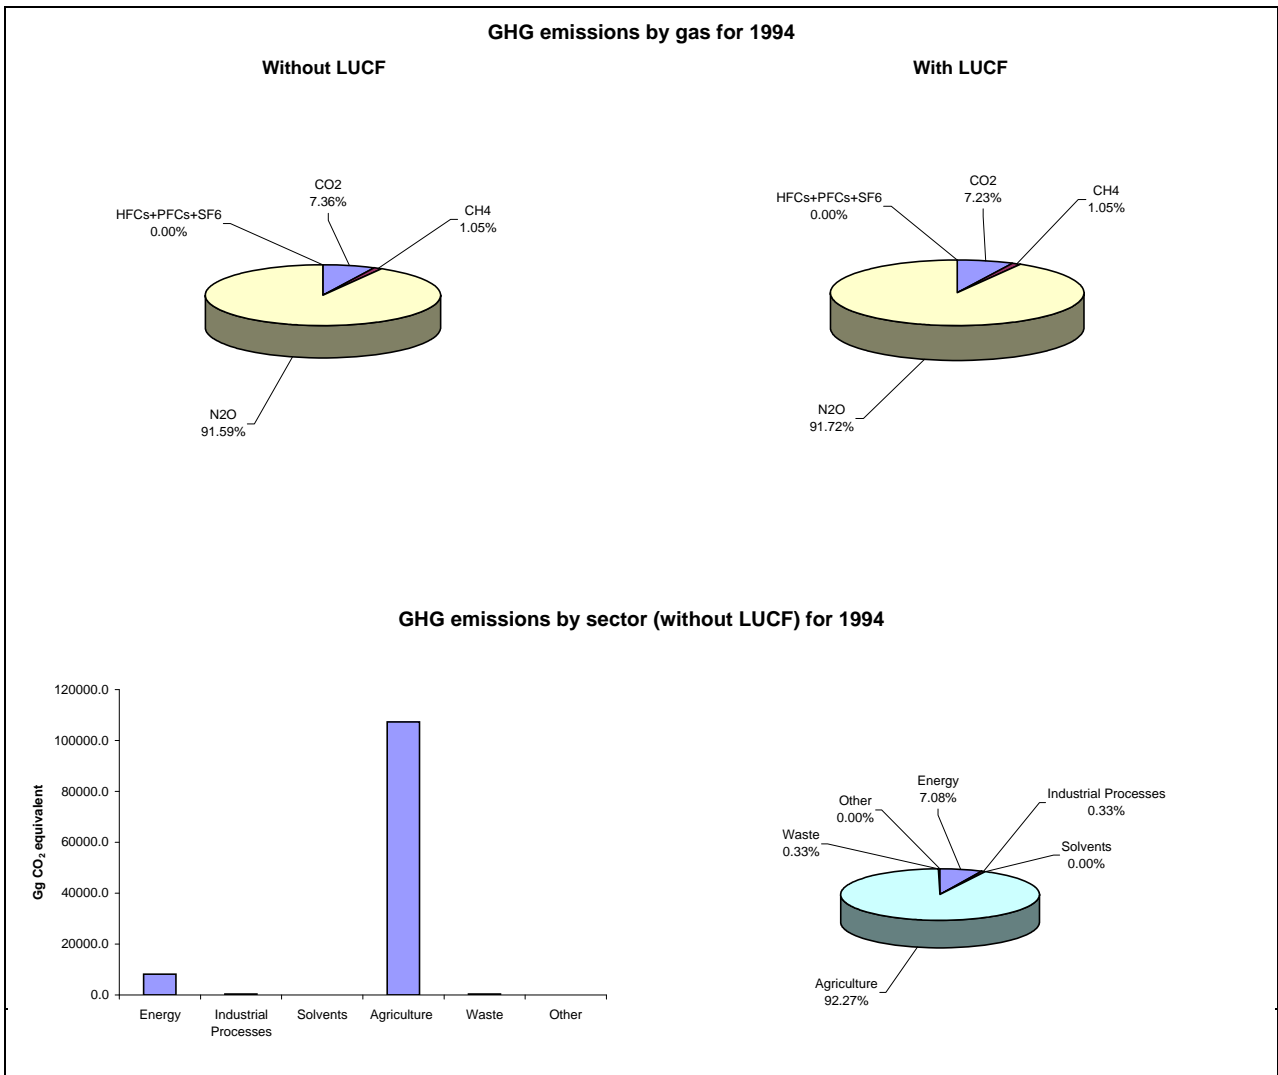 GHG emissions by gas for 1994
Without LUCF
With LUCF
HFCs+PFCs+SF6
0.00%
CO2
7.36%
CH4
1.05%
N2O
91.59%
HFCs+PFCs+SF6
0.00%
CO2
7.23%
CH4
1.05%
N2O
91.72%
GHG emissions by sector (without LUCF) for 1994
Gg CO₂ equivalent
120000.0
100000.0
80000.0
60000.0
40000.0
20000.0
0.0
Energy
Industrial
Processes
Solvents
Agriculture
Waste
Other
Energy
7.08%
Industrial Processes
0.33%
Other
0.00%
Waste
0.33%
Solvents
0.00%
Agriculture
92.27%